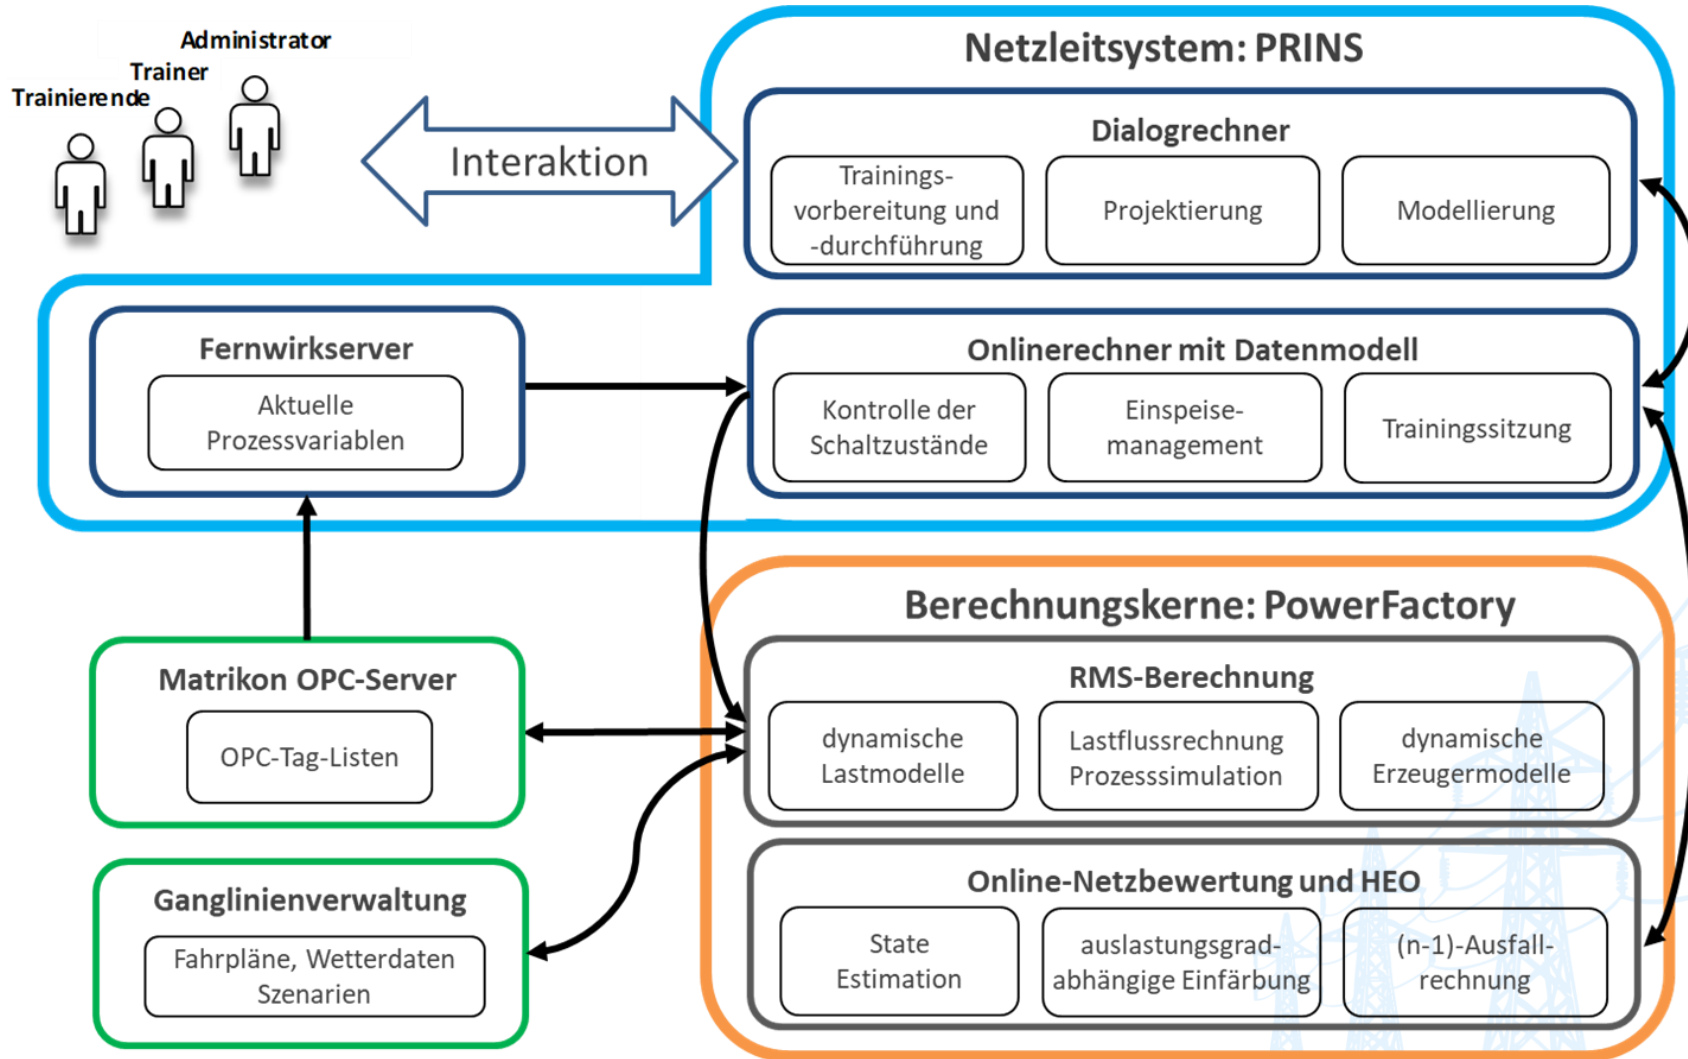 Administrator
Trainer
Trainierende
Interaktion
Netzleitsystem: PRINS
Dialogrechner
Trainings-
vorbereitung und
-durchführung
Projektierung
Modellierung
Fernwirkserver
Aktuelle
Prozessvariablen
Onlinerechner mit Datenmodell
Kontrolle der
Schaltzustände
Einspeise-
management
Trainingssitzung
Berechnungskerne: PowerFactory
Matrikon OPC-Server
OPC-Tag-Listen
RMS-Berechnung
dynamische
Lastmodelle
Lastflussrechnung
Prozesssimulation
dynamische
Erzeugermodelle
Ganglinienverwaltung
Fahrpläne, Wetterdaten
Szenarien
Online-Netzbewertung und HEO
State
Estimation
auslastungsgrad-
abhängige Einfärbung
(n-1)-Ausfall-
rechnung